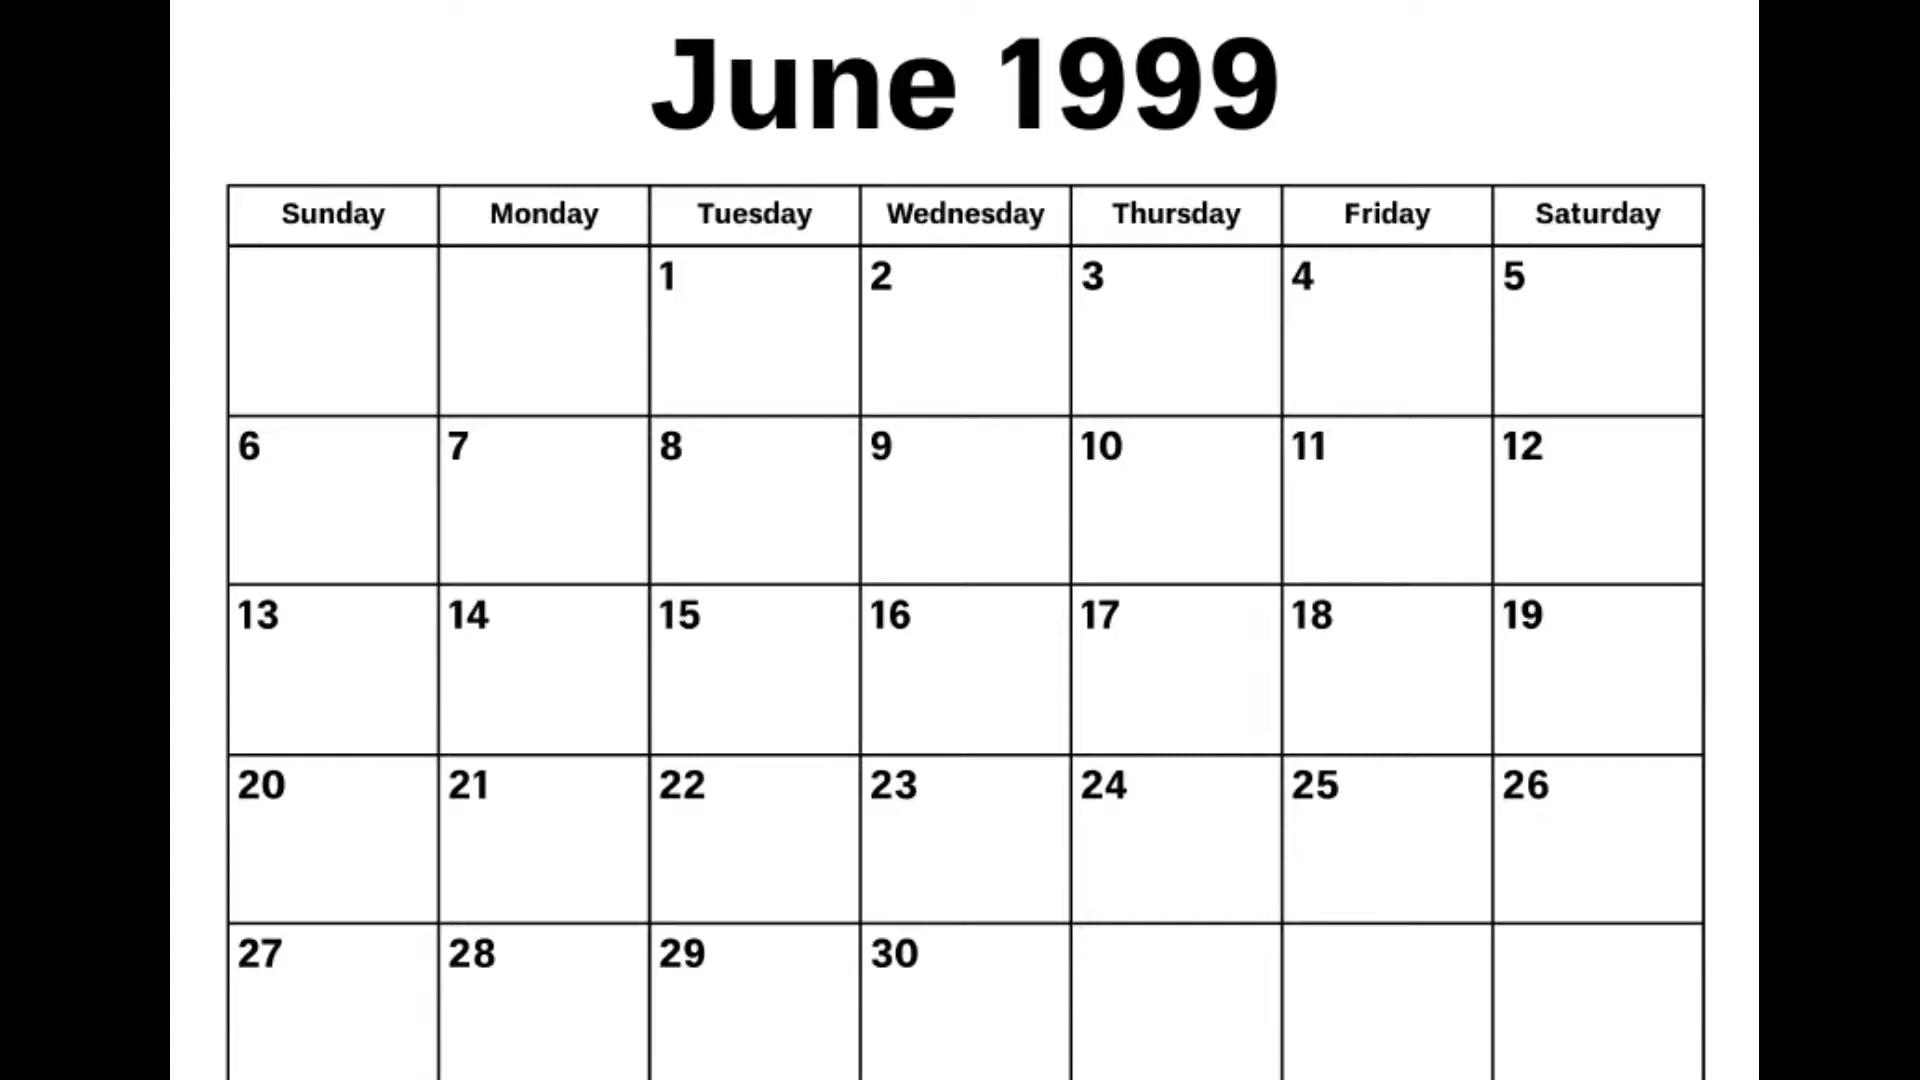 June 1999
Sunday Monday Tuesday Wednesday Thursday Friday Saturday
1 2 3 4 5
6 7 8 9 10 11 12
13 14 15 16 17 18 19
20 21 22 23 24 25 26
27 28 29 30